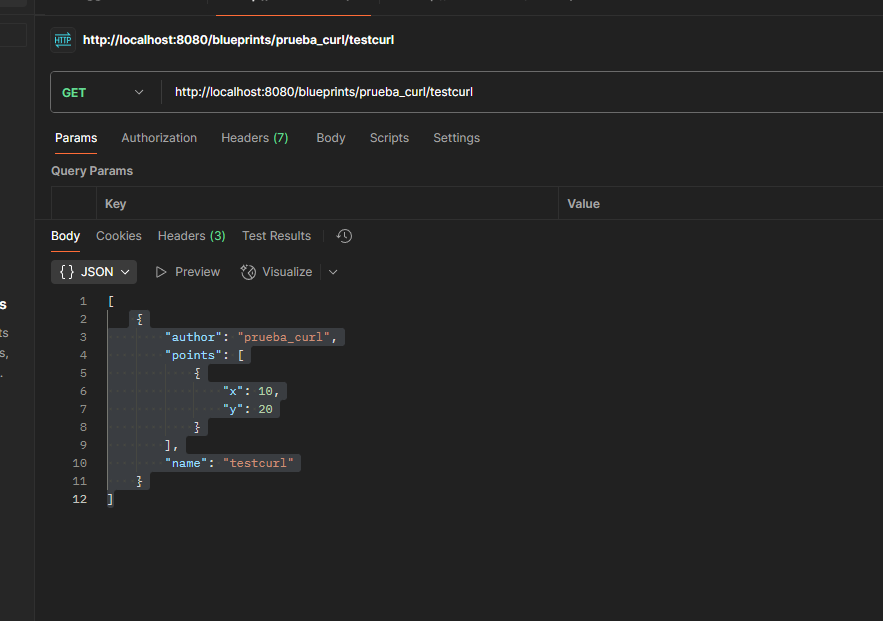 HTTP http://localhost:8080/blueprints/prueba_curl/testcurl
GET http://localhost:8080/blueprints/prueba_curl/testcurl
Params Authorization Headers (7) Body Scripts Settings
Query Params
Key Value
Body Cookies Headers (3) Test Results
{} JSON Preview Visualize
1 [
2 {
3 "author": "prueba_curl",
4 "points": [
5 {
6 "x": 10,
7 "y": 20
8 }
9 ],
10 "name": "testcurl"
11 }
12 ]